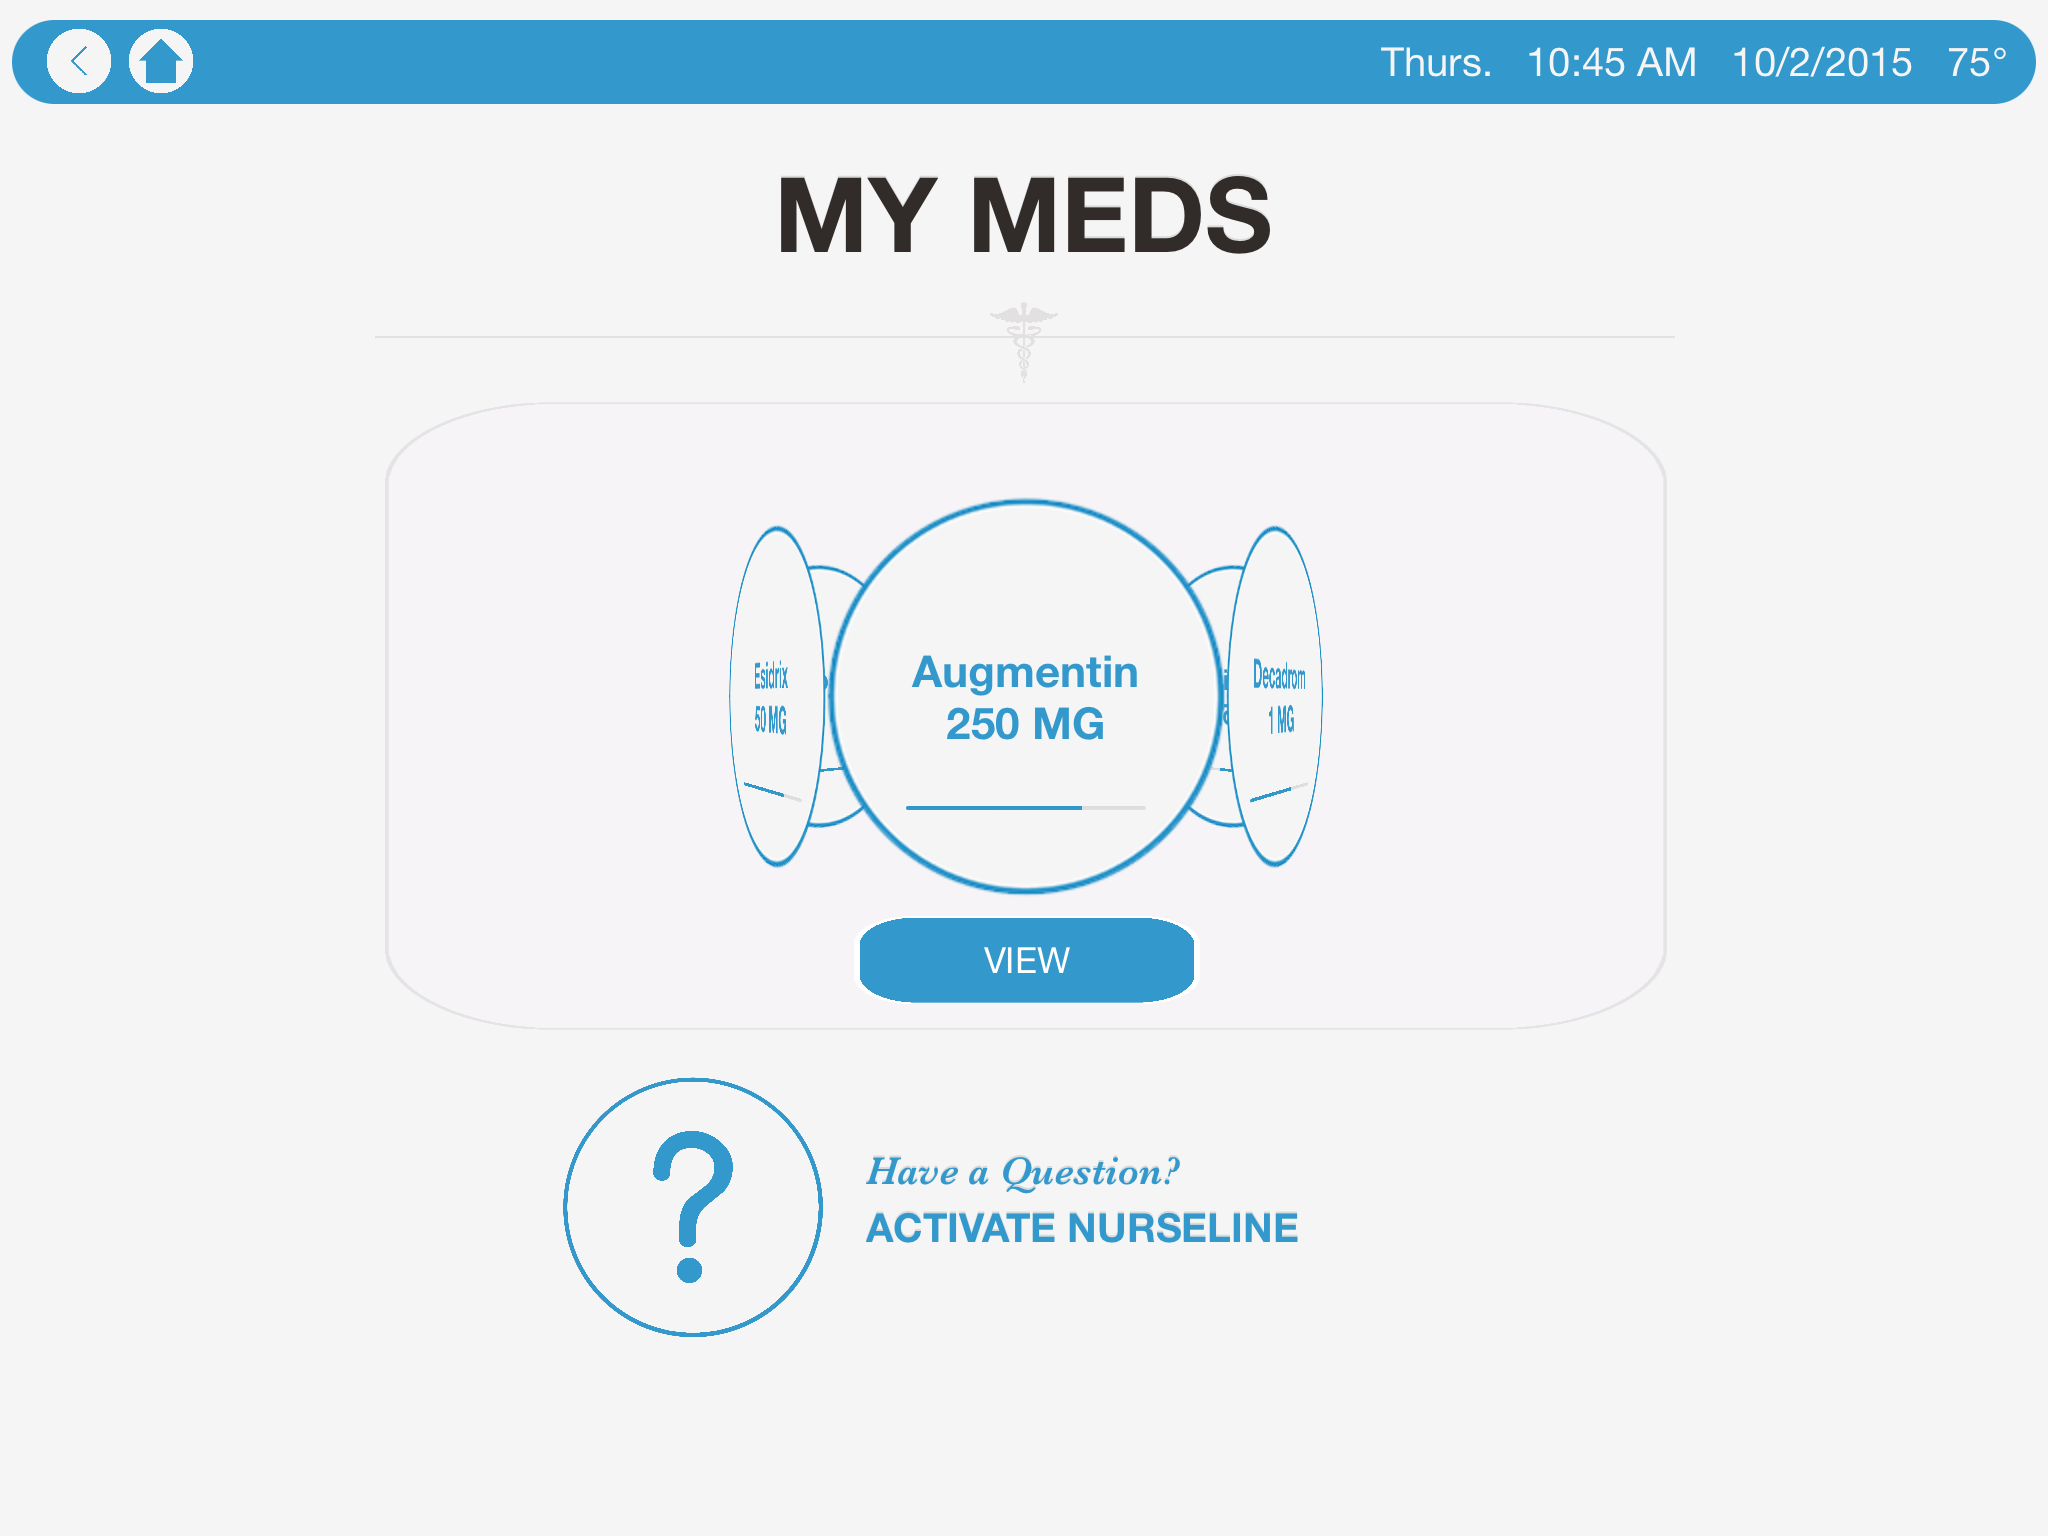 Thurs. 10:45 AM 10/2/2015 75°
MY MEDS
Esidrix
50 MG
Augmentin
250 MG
Decadrom
1 MG
VIEW
Have a Question?
ACTIVATE NURSELINE